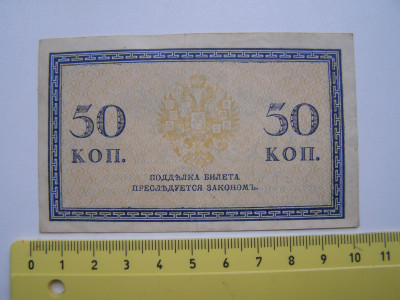 50 50
КОП. КОП.
ПОДДѢЛКА БИЛЕТА
ПРЕСЛѢДУЕТСЯ ЗАКОНОМЪ.
0 1 2 3 4 5 6 7 8 9 10 11